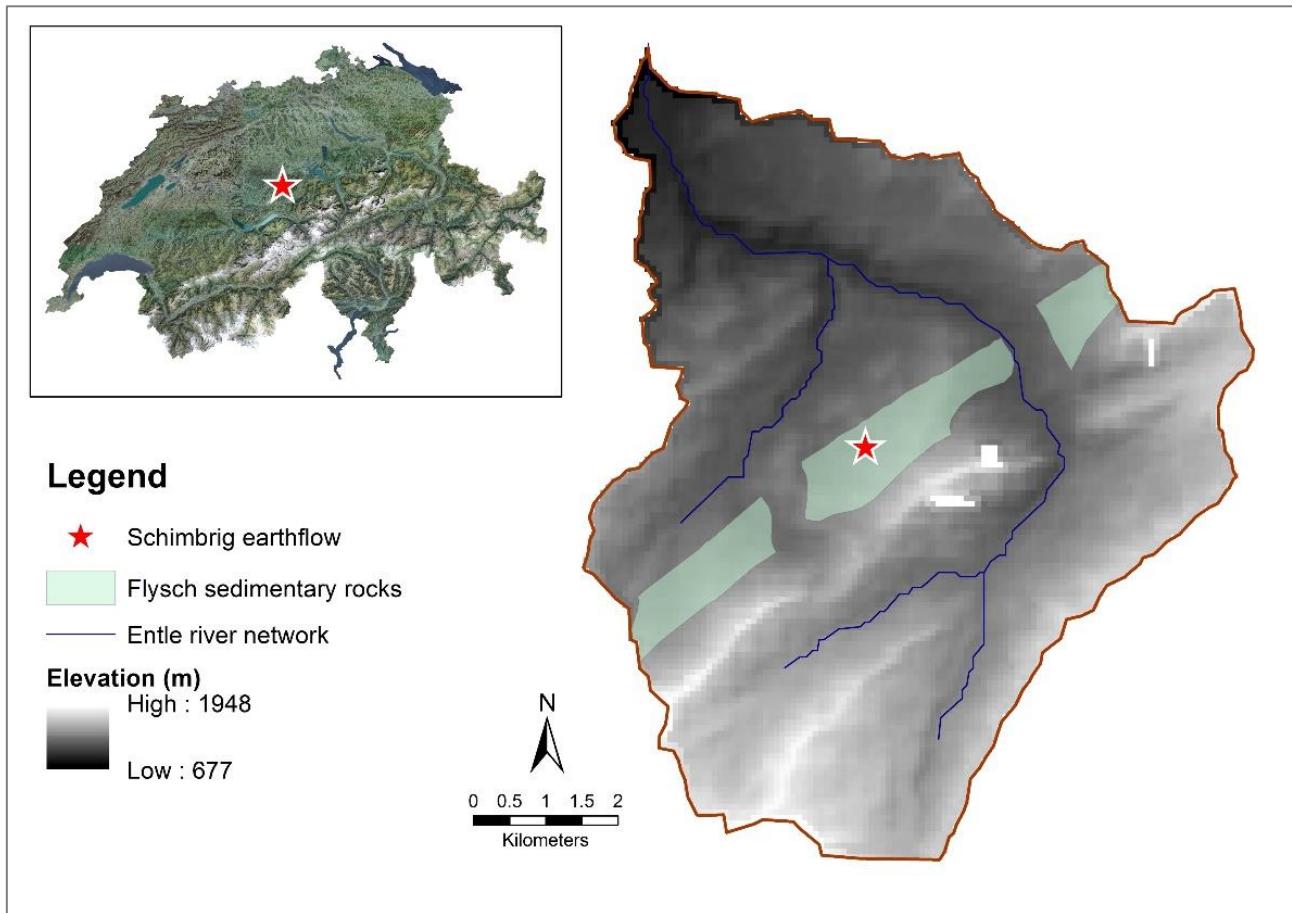 Legend
Schimbrig earthflow
Flysch sedimentary rocks
Entle river network
Elevation (m)
High : 1948
Low : 677
N
0 0.5 1 1.5 2
Kilometers